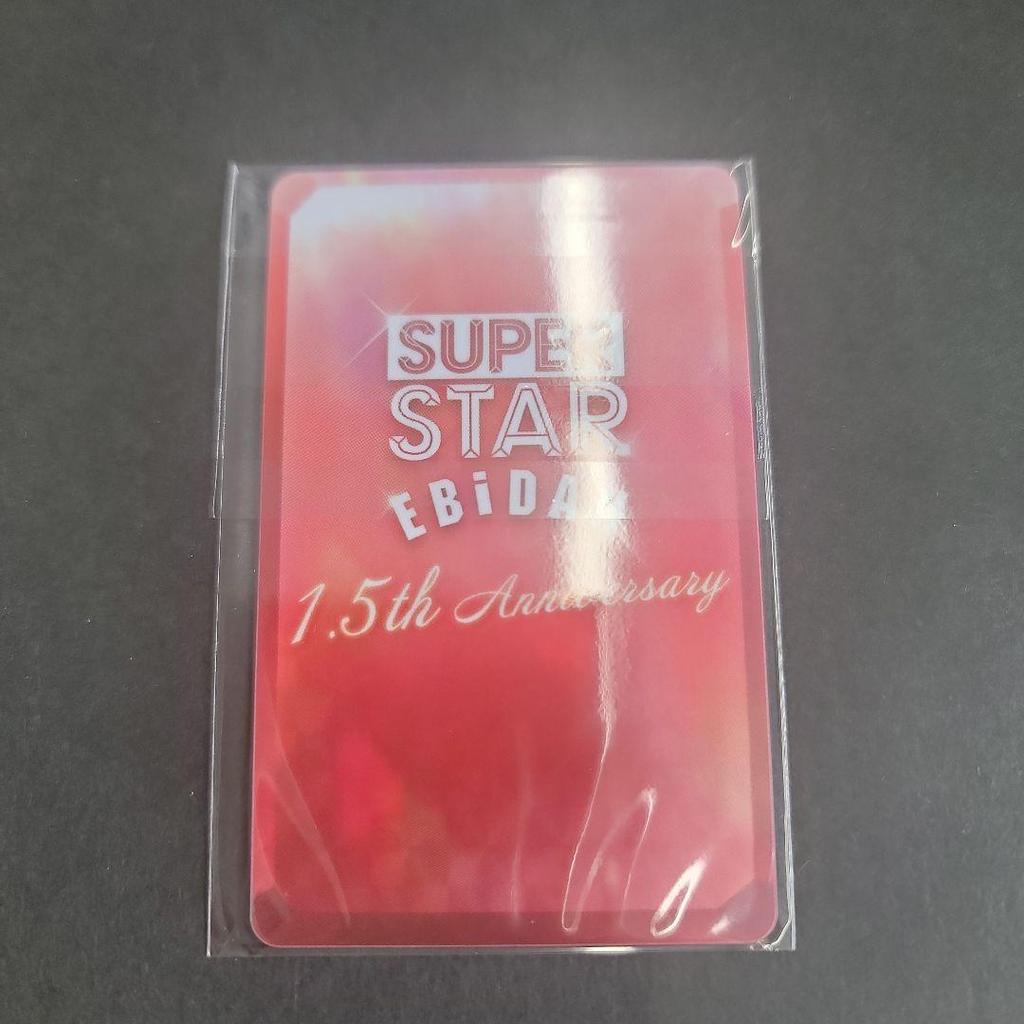 SUPER
STAR
EBiDAN
1.5th Anniversary